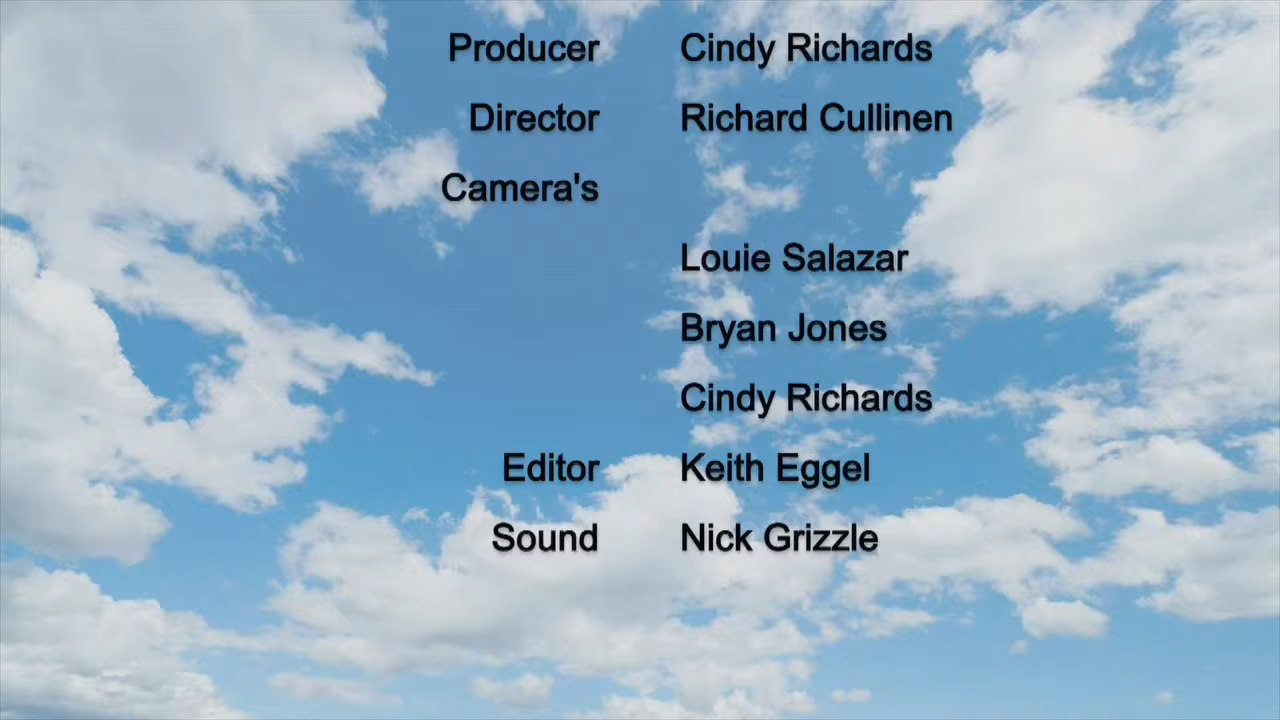 Producer Cindy Richards
Director Richard Cullinen
Camera's
Louie Salazar
Bryan Jones
Cindy Richards
Editor Keith Eggel
Sound Nick Grizzle